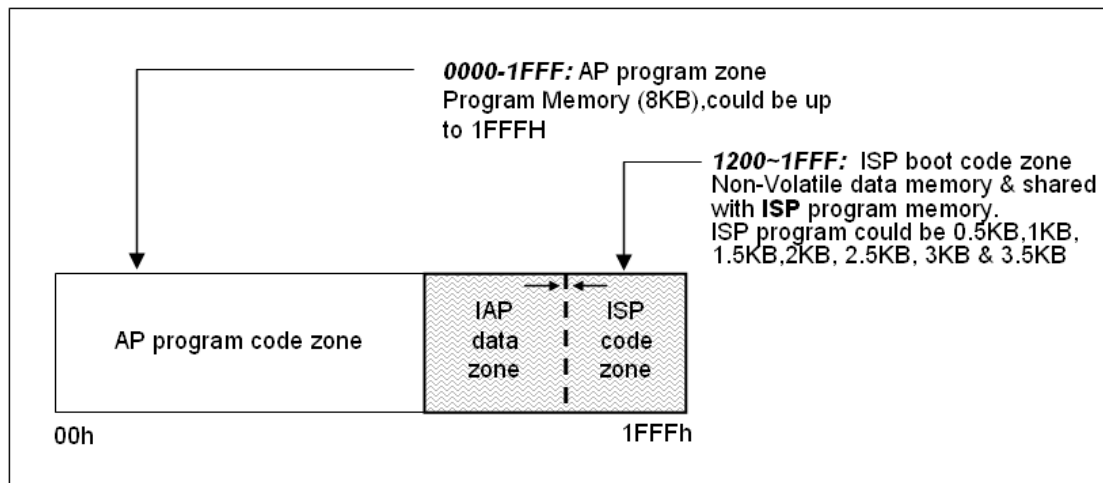 0000-1FFF: AP program zone
Program Memory (8KB),could be up
to 1FFFH
1200~1FFF: ISP boot code zone
Non-Volatile data memory & shared
with ISP program memory.
ISP program could be 0.5KB,1KB,
1.5KB,2KB, 2.5KB, 3KB & 3.5KB
AP program code zone
IAP
data
zone
ISP
code
zone
00h
1FFFh